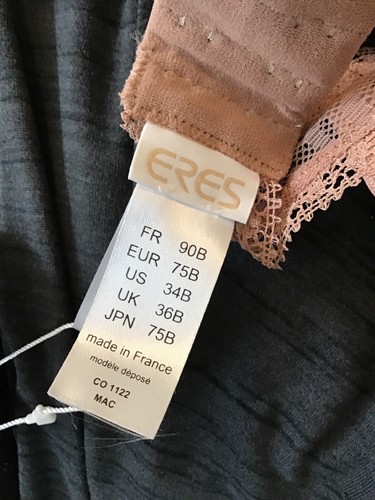 ERES
FR 90B
EUR 75B
US 34B
UK 36B
JPN 75B
made in France
modèle déposé
CO 1122
MAC